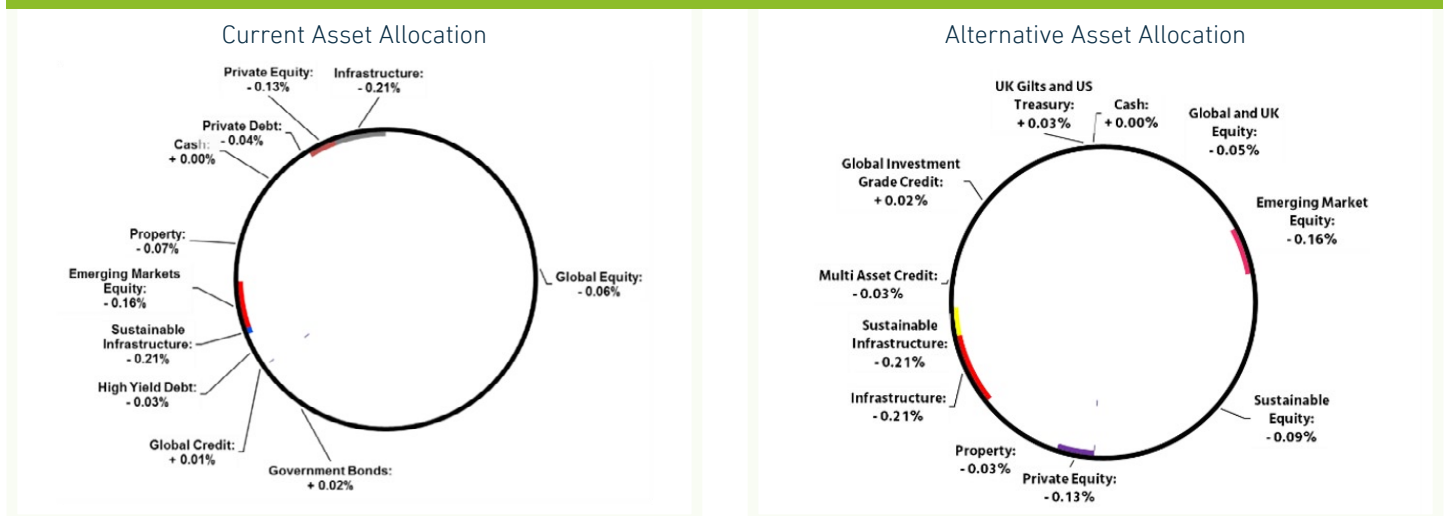 Current Asset Allocation
Private Equity:
- 0.13%
Infrastructure:
- 0.21%
Private Debt:
- 0.04%
Cash:
+ 0.00%
Property:
- 0.07%
Emerging Markets
Equity:
- 0.16%
Sustainable
Infrastructure:
- 0.21%
High Yield Debt:
- 0.03%
Global Credit:
+ 0.01%
Government Bonds:
+ 0.02%
Global Equity:
- 0.06%
Alternative Asset Allocation
UK Gilts and US
Treasury:
+ 0.03%
Cash:
+ 0.00%
Global and UK
Equity:
- 0.05%
Global Investment
Grade Credit:
+ 0.02%
Emerging Market
Equity:
- 0.16%
Multi Asset Credit:
- 0.03%
Sustainable
Infrastructure:
- 0.21%
Infrastructure:
- 0.21%
Property:
- 0.03%
Private Equity:
- 0.13%
Sustainable
Equity:
- 0.09%